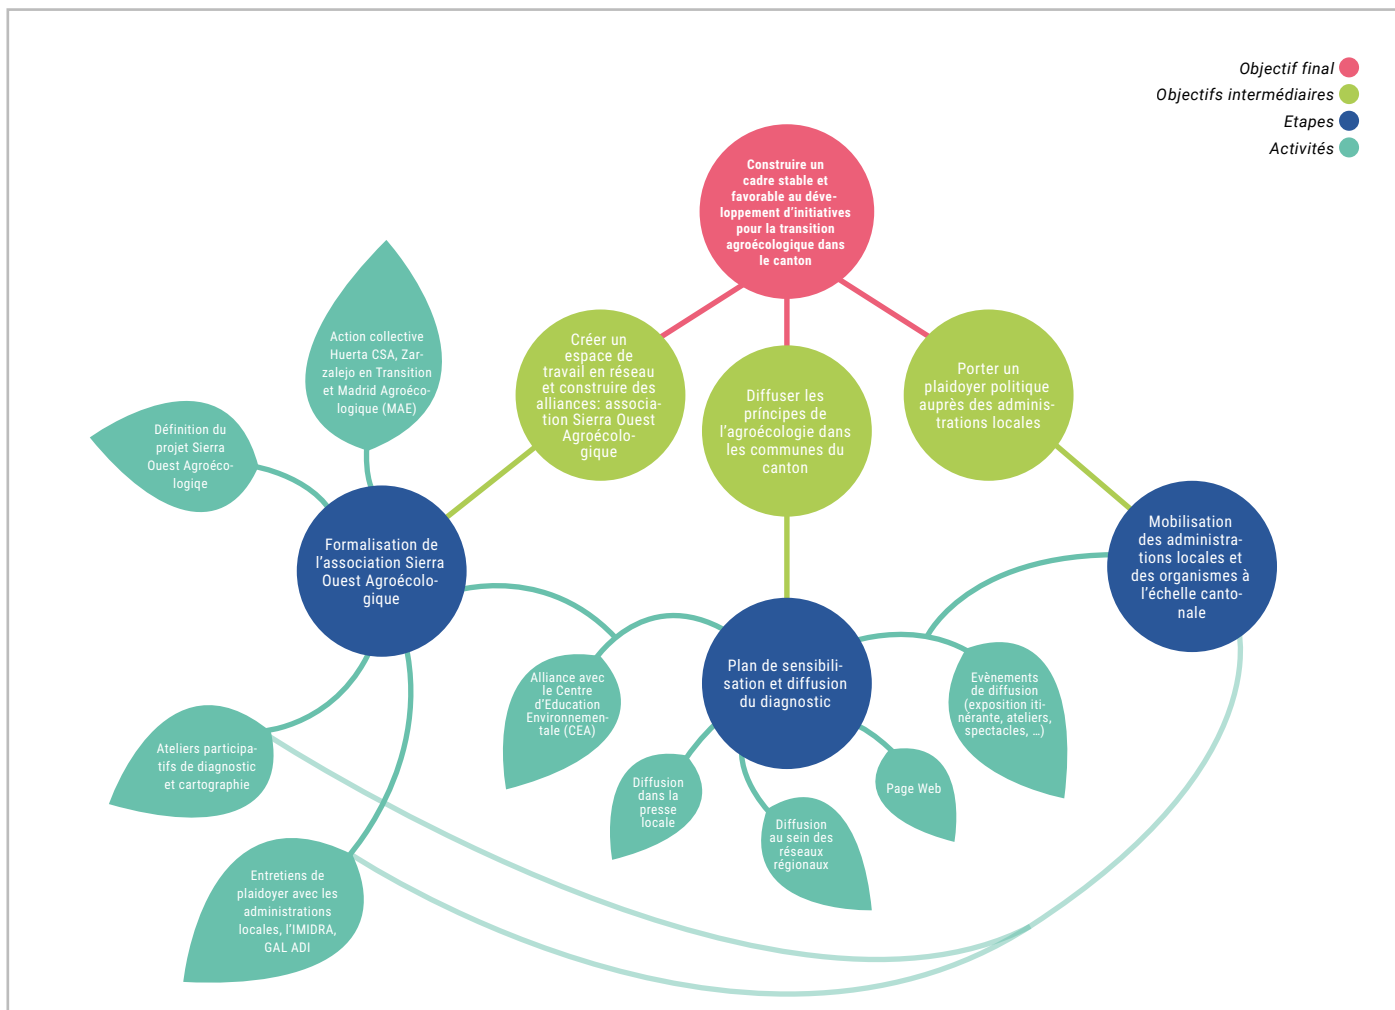 Objectif final
Objectifs intermédiaires
Etapes
Activités
Construire un
cadre stable et
favorable au déve-
loppement d'initiatives
pour la transition
agroécologique dans
le canton
Créer un
espace de
travail en réseau
et construire des
alliances: associa-
tion Sierra Ouest
Agroécolo-
gique
Diffuser les
príncipes de
l'agroécologie dans
les communes du
canton
Porter un
plaidoyer politique
auprès des adminis-
trations locales
Action collective
Huerta CSA, Zar-
zalejo en Transition
et Madrid Agroéco-
logique (MAE)
Définition du
projet Sierra
Ouest Agroéco-
logiqe
Formalisation de
l'association Sierra
Ouest Agroécolo-
gique
Mobilisation
des administra-
tions locales et
des organismes à
l'échelle canto-
nale
Plan de sensibili-
sation et diffusion
du diagnostic
Alliance avec
le Centre
d'Education
Environnemen-
tale (CEA)
Evènements
de diffusion
(exposition iti-
nérante, ateliers,
spectacles, ...)
Ateliers participa-
tifs de diagnostic
et cartographie
Diffusion
dans la
presse
locale
Page Web
Diffusion
au sein des
réseaux
régionaux
Entretiens de
plaidoyer avec les
administrations
locales, l'IMIDRA,
GAL ADI